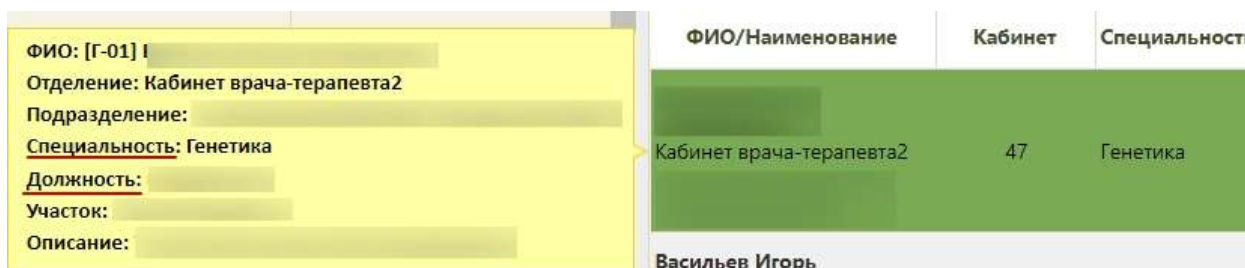 ФИО: [Г-01]
Отделение: Кабинет врача-терапевта2
Подразделение:
Специальность: Генетика
Должность:
Участок:
Описание:
ФИО/Наименование Кабинет Специальност
Кабинет врача-терапевта2 47 Генетика
Васильев Игорь